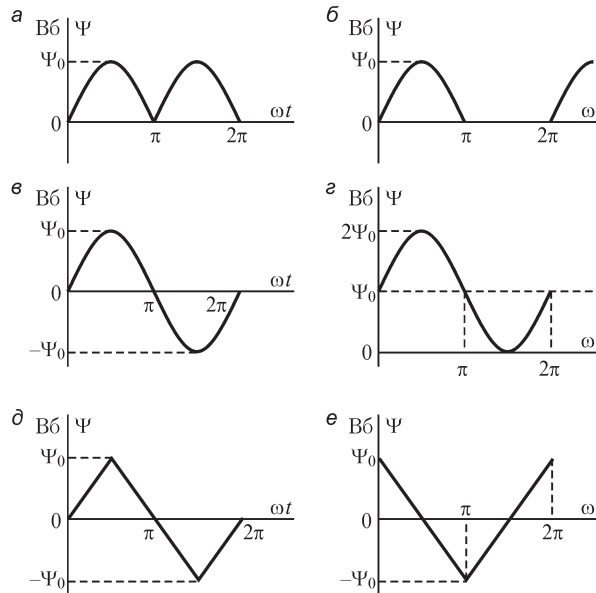 а
Вб Ψ
Ψ₀
0
π
2π
ωt
б
Вб Ψ
Ψ₀
0
π
2π
ω
в
Вб Ψ
Ψ₀
0
π
2π
ωt
−Ψ₀
г
Вб Ψ
2Ψ₀
Ψ₀
0
π
2π
ω
д
Вб Ψ
Ψ₀
0
π
2π
ωt
−Ψ₀
е
Вб Ψ
Ψ₀
0
π
2π
ω
−Ψ₀